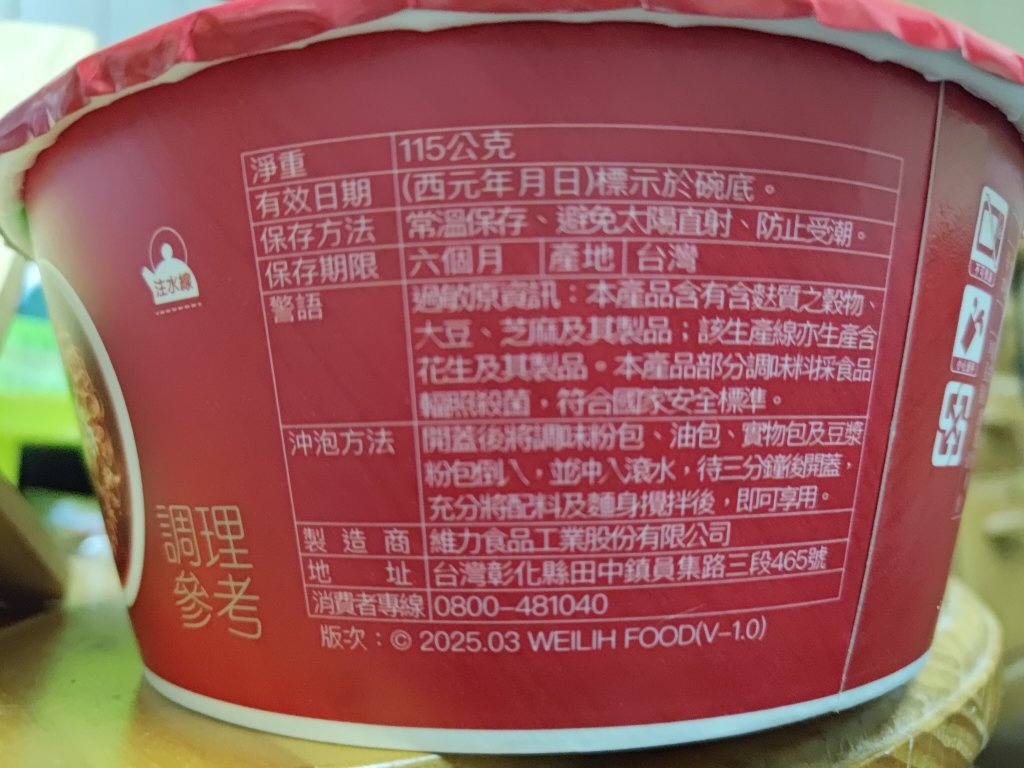 淨重 115公克
有效日期 (西元年月日)標示於碗底。
保存方法 常溫保存、避免太陽直射、防止受潮。
保存期限 六個月 產地 台灣
警語 過敏原資訊：本產品含有含麩質之穀物、
大豆、芝麻及其製品；該生產線亦生產含
花生及其製品。本產品部分調味料採食品
輻照殺菌，符合國家安全標準。
沖泡方法 開蓋後將調味粉包、油包、實物包及豆漿
粉包倒入，並沖入滾水，待三分鐘後開蓋，
充分將配料及麵身攪拌後，即可享用。
製造商 維力食品工業股份有限公司
地址 台灣彰化縣田中鎮員集路三段465號
消費者專線 0800-481040
版次：© 2025.03 WEILIH FOOD(V-1.0)
注水線
調理
參考